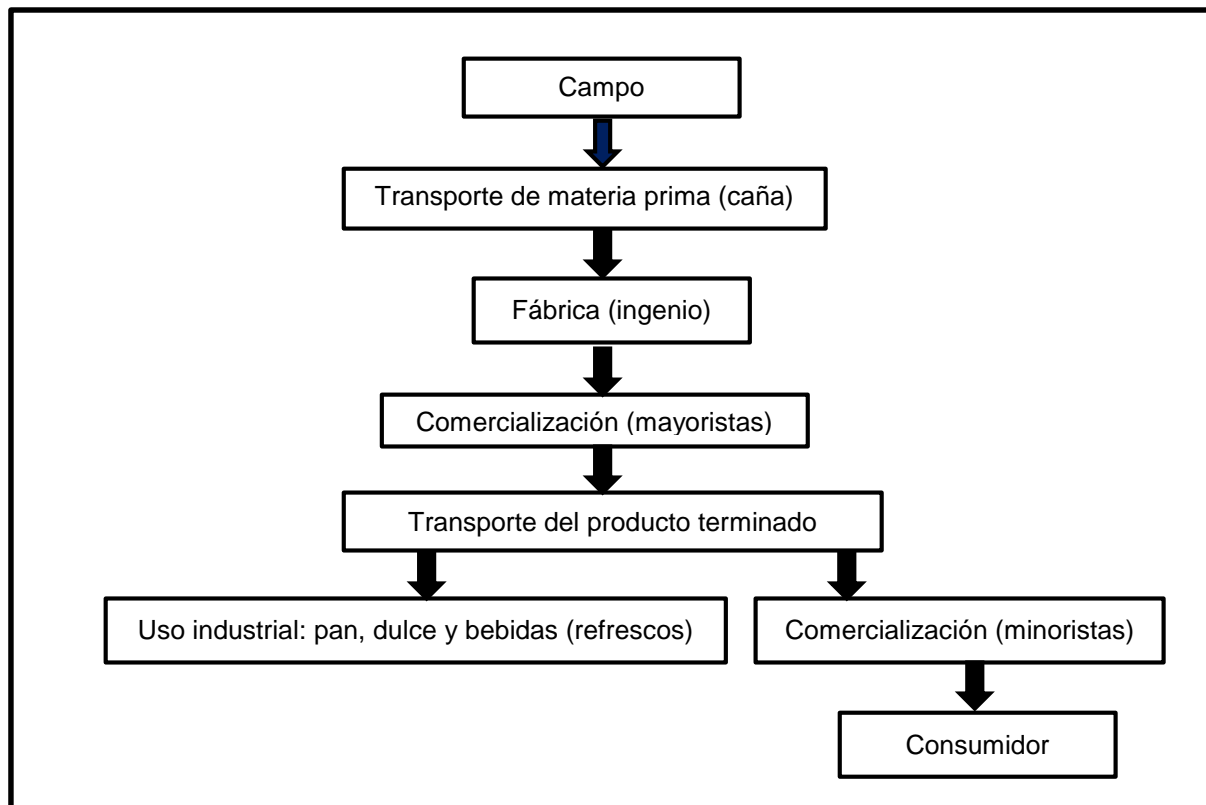 Campo
Transporte de materia prima (caña)
Fábrica (ingenio)
Comercialización (mayoristas)
Transporte del producto terminado
Uso industrial: pan, dulce y bebidas (refrescos)
Comercialización (minoristas)
Consumidor